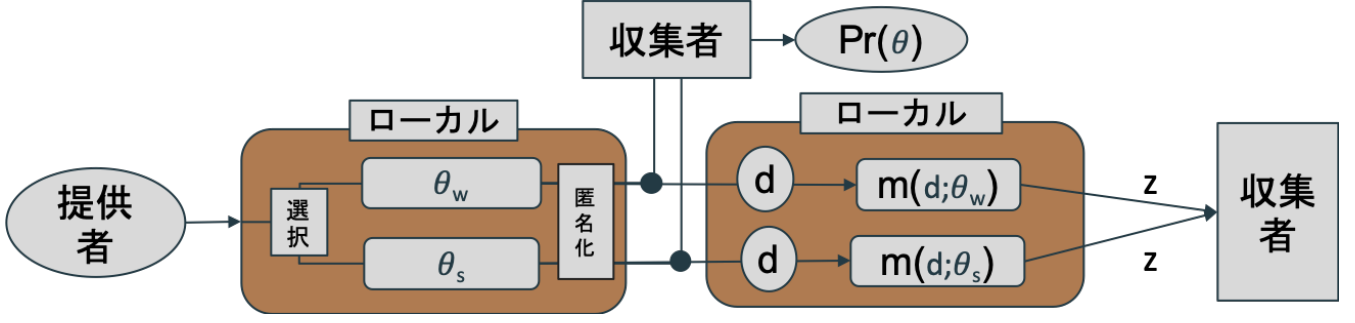 収集者
Pr(θ)
ローカル
ローカル
提供
者
選
択
θw
θs
匿
名
化
d
m(d;θw)
z
d
m(d;θs)
z
収集
者